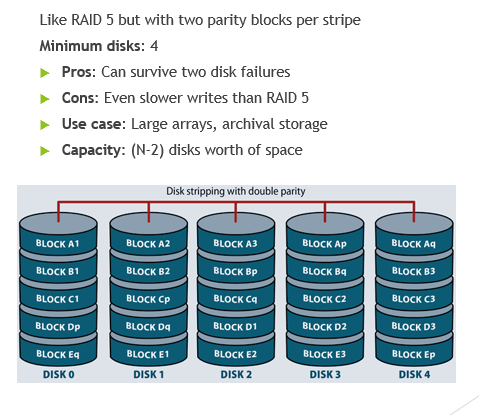 Like RAID 5 but with two parity blocks per stripe
Minimum disks: 4
Pros: Can survive two disk failures
Cons: Even slower writes than RAID 5
Use case: Large arrays, archival storage
Capacity: (N-2) disks worth of space
Disk stripping with double parity
BLOCK A1 BLOCK A2 BLOCK A3 BLOCK Ap BLOCK Aq
BLOCK B1 BLOCK B2 BLOCK Bp BLOCK Bq BLOCK B3
BLOCK C1 BLOCK Cp BLOCK Cq BLOCK C2 BLOCK C3
BLOCK Dp BLOCK Dq BLOCK D1 BLOCK D2 BLOCK D3
BLOCK Eq BLOCK E1 BLOCK E2 BLOCK E3 BLOCK Ep
DISK 0 DISK 1 DISK 2 DISK 3 DISK 4